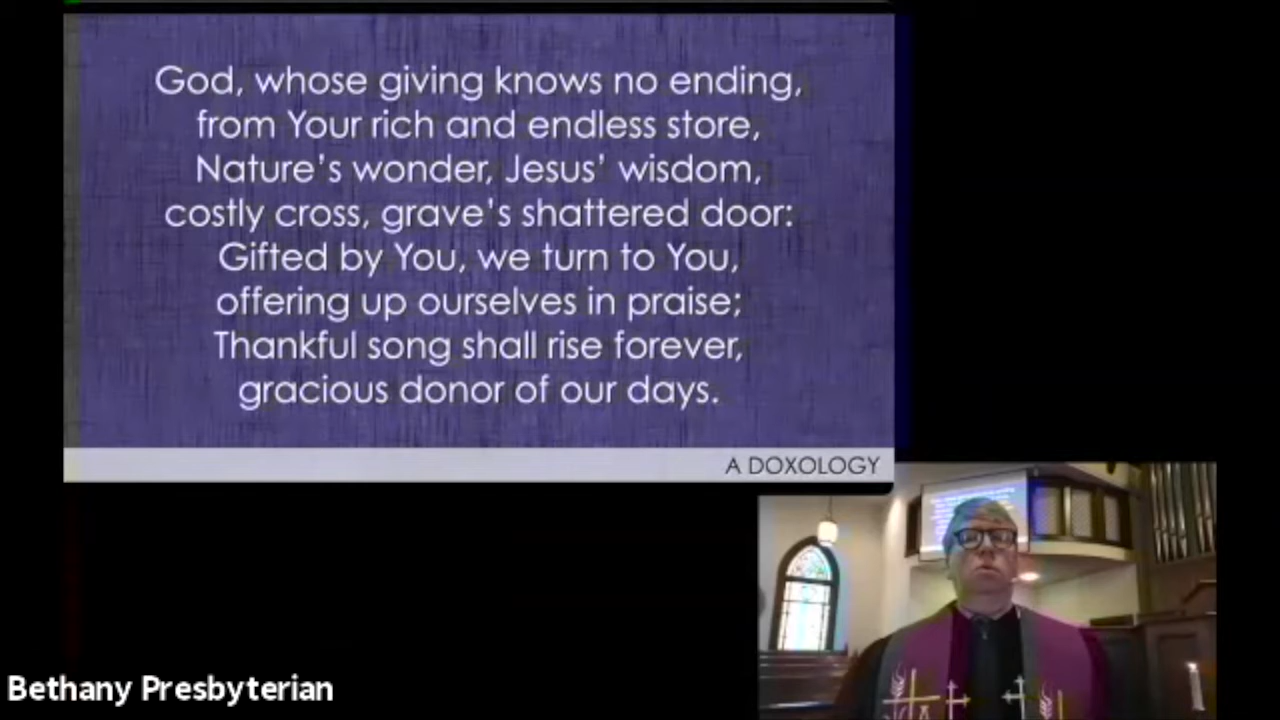 God, whose giving knows no ending,
from Your rich and endless store,
Nature's wonder, Jesus' wisdom,
costly cross, grave's shattered door:
Gifted by You, we turn to You,
offering up ourselves in praise;
Thankful song shall rise forever,
gracious donor of our days.
A DOXOLOGY
Bethany Presbyterian